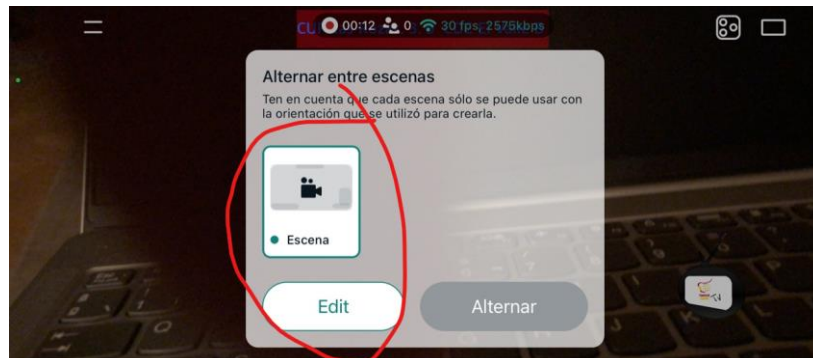 00:12 0 30 fps, 2575kbps
Alternar entre escenas
Ten en cuenta que cada escena sólo se puede usar con
la orientación que se utilizó para crearla.
Escena
Edit
Alternar